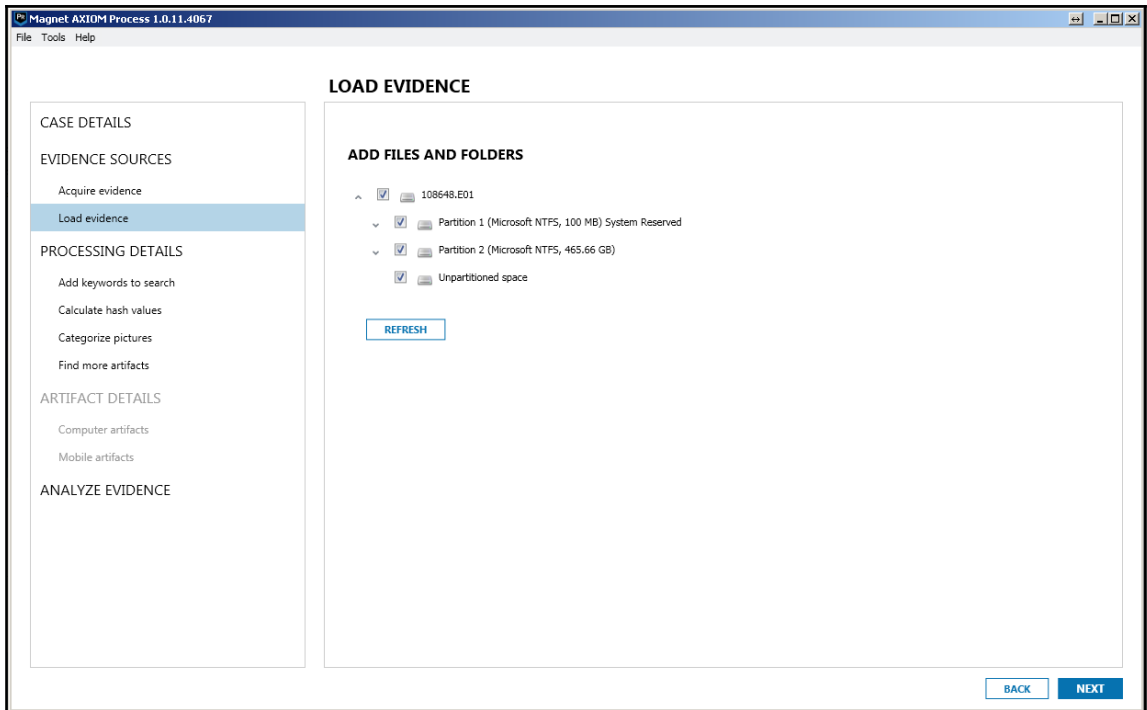 Magnet AXIOM Process 1.0.11.4067
File Tools Help
LOAD EVIDENCE
CASE DETAILS
EVIDENCE SOURCES
Acquire evidence
Load evidence
PROCESSING DETAILS
Add keywords to search
Calculate hash values
Categorize pictures
Find more artifacts
ARTIFACT DETAILS
Computer artifacts
Mobile artifacts
ANALYZE EVIDENCE
ADD FILES AND FOLDERS
108648.E01
Partition 1 (Microsoft NTFS, 100 MB) System Reserved
Partition 2 (Microsoft NTFS, 465.66 GB)
Unpartitioned space
REFRESH
BACK NEXT